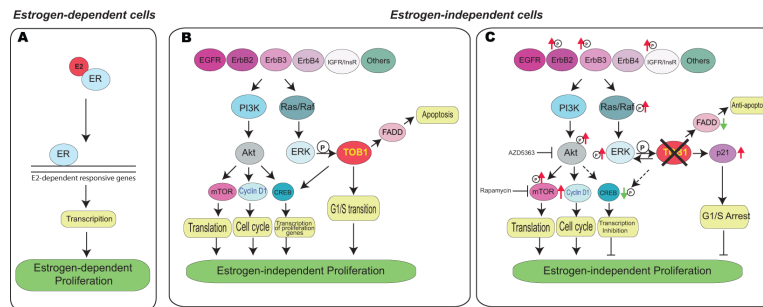 Estrogen-dependent cells
Estrogen-independent cells
A
E2
ER
ER
E2-dependent responsive genes
Transcripition
Estrogen-dependent
Proliferation
B
EGFR
ErbB2
ErbB3
ErbB4
IGFR/InsR
Others
PI3K
Ras/Raf
Akt
ERK
P
TOB1
FADD
Apoptosis
mTOR
Cyclin D1
CREB
G1/S transition
Translation
Cell cycle
Transcription
of proliferation
genes
Estrogen-independent Proliferation
C
P
P
P
EGFR
ErbB2
ErbB3
ErbB4
IGFR/InsR
Others
PI3K
Ras/Raf
P
FADD
Anti-apoptosis
AZD5363
Akt
P
P
ERK
P
TOB1
p21
Rapamycin
P
mTOR
Cyclin D1
CREB
P
G1/S Arrest
Translation
Cell cycle
Transcription
Inhibition
Estrogen-independent Proliferation